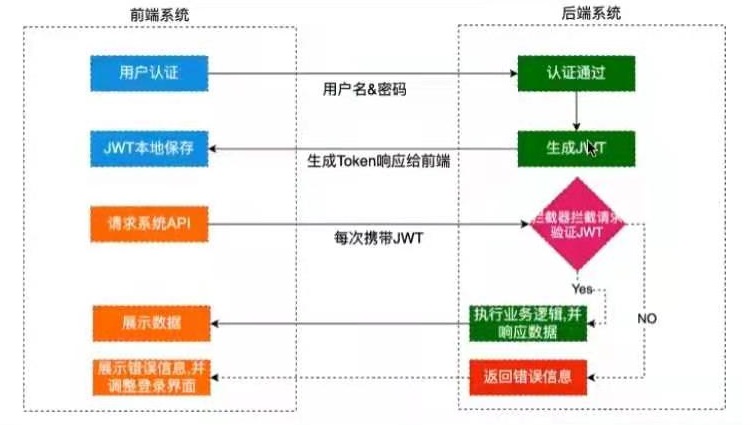 前端系统
后端系统
用户认证
认证通过
用户名&密码
JWT本地保存
生成JWT
生成Token响应给前端
请求系统API
拦截器拦截请求
验证JWT
每次携带JWT
Yes
展示数据
执行业务逻辑,并
响应数据
NO
展示错误信息,并
调整登录界面
返回错误信息